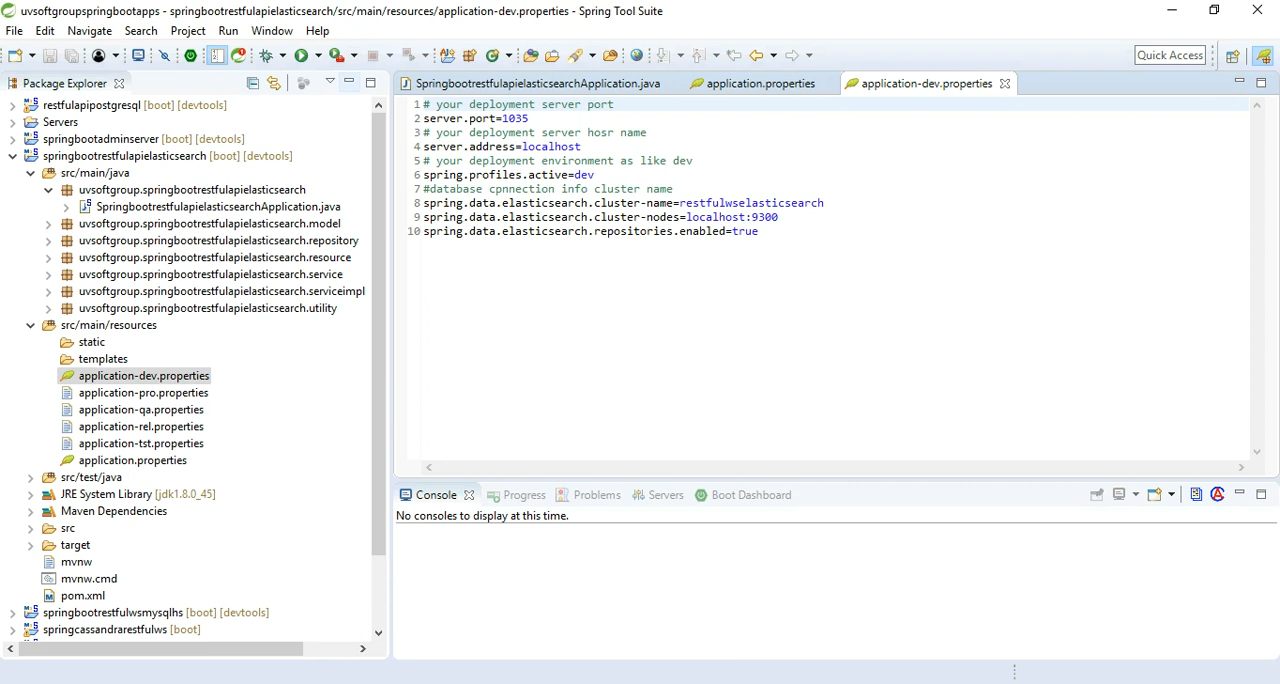 uvsoftgroupspringbootapps - springbootrestfulapielasticsearch/src/main/resources/application-dev.properties - Spring Tool Suite
File Edit Navigate Search Project Run Window Help
Quick Access
Package Explorer
restfulapipostgresql [boot] [devtools]
Servers
springbootadminserver [boot] [devtools]
springbootrestfulapielasticsearch [boot] [devtools]
src/main/java
uvsoftgroup.springbootrestfulapielasticsearch
SpringbootrestfulapielasticsearchApplication.java
uvsoftgroup.springbootrestfulapielasticsearch.model
uvsoftgroup.springbootrestfulapielasticsearch.repository
uvsoftgroup.springbootrestfulapielasticsearch.resource
uvsoftgroup.springbootrestfulapielasticsearch.service
uvsoftgroup.springbootrestfulapielasticsearch.serviceimpl
uvsoftgroup.springbootrestfulapielasticsearch.utility
src/main/resources
static
templates
application-dev.properties
application-pro.properties
application-qa.properties
application-rel.properties
application-tst.properties
application.properties
src/test/java
JRE System Library [jdk1.8.0_45]
Maven Dependencies
src
target
mvnw
mvnw.cmd
pom.xml
springbootrestfulwsmysqlhs [boot] [devtools]
springcassandrarestfulws [boot]
SpringbootrestfulapielasticsearchApplication.java application.properties application-dev.properties
1 # your deployment server port
2 server.port=1035
3 # your deployment server hosr name
4 server.address=localhost
5 # your deployment environment as like dev
6 spring.profiles.active=dev
7 #database cpnnection info cluster name
8 spring.data.elasticsearch.cluster-name=restfulwselasticsearch
9 spring.data.elasticsearch.cluster-nodes=localhost:9300
10 spring.data.elasticsearch.repositories.enabled=true
Console Progress Problems Servers Boot Dashboard
No consoles to display at this time.